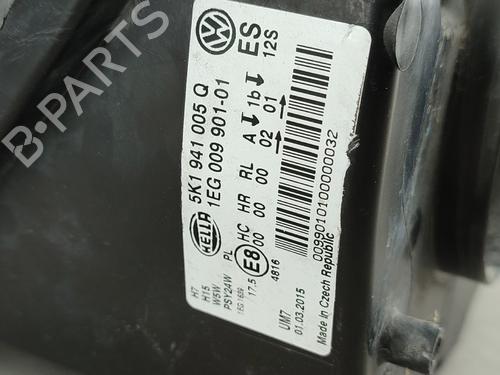 5K1 941 005 Q
1EG 009 901-01
ES
12S
HELLA
HC HR RL A 1b
00 00 00 02 01
E8
H7
H15
W5W
PSY24W
PL
17.5
4816
UM7
01.03.2015
Made in Czech Republic
00990101000000032
B-PARTS